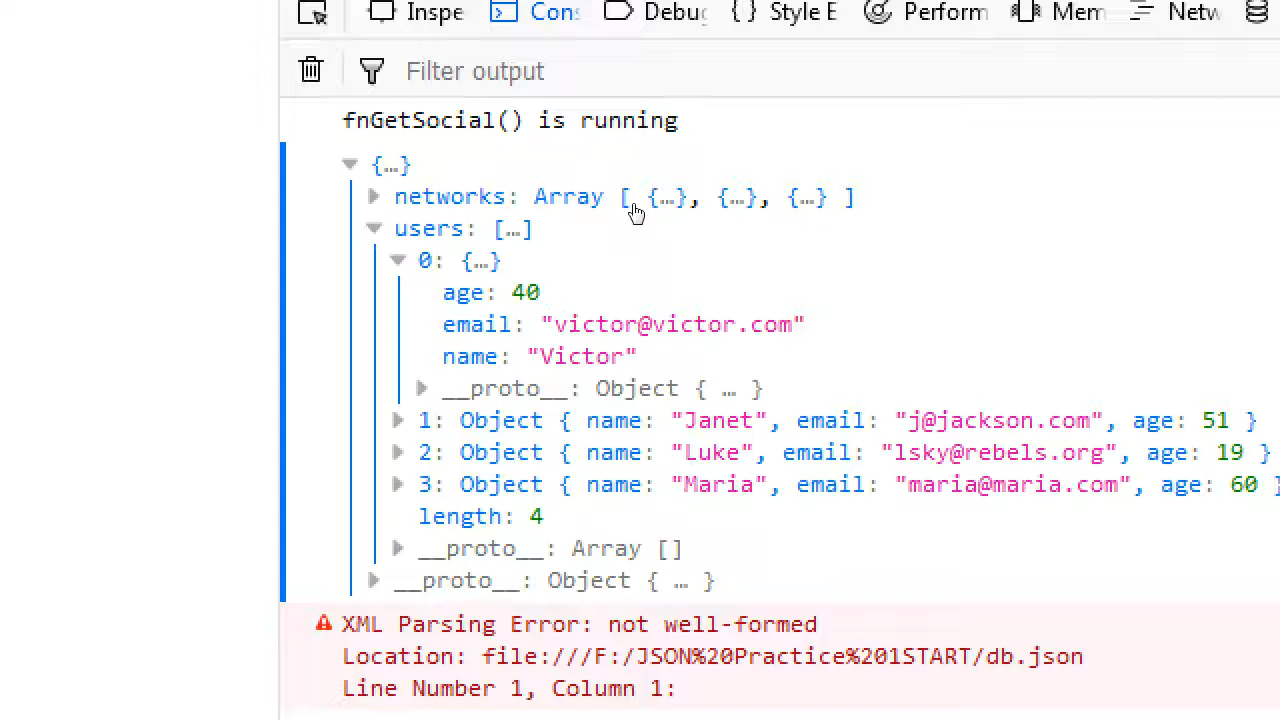 Inspe Cons Debug {} Style E Perform Mem Netw
Filter output
fnGetSocial() is running
{…}
networks: Array [ {…}, {…}, {…} ]
users: […]
0: {…}
age: 40
email: "victor@victor.com"
name: "Victor"
__proto__: Object { … }
1: Object { name: "Janet", email: "j@jackson.com", age: 51 }
2: Object { name: "Luke", email: "lsky@rebels.org", age: 19 }
3: Object { name: "Maria", email: "maria@maria.com", age: 60 }
length: 4
__proto__: Array []
__proto__: Object { … }
XML Parsing Error: not well-formed
Location: file:///F:/JSON%20Practice%201START/db.json
Line Number 1, Column 1: